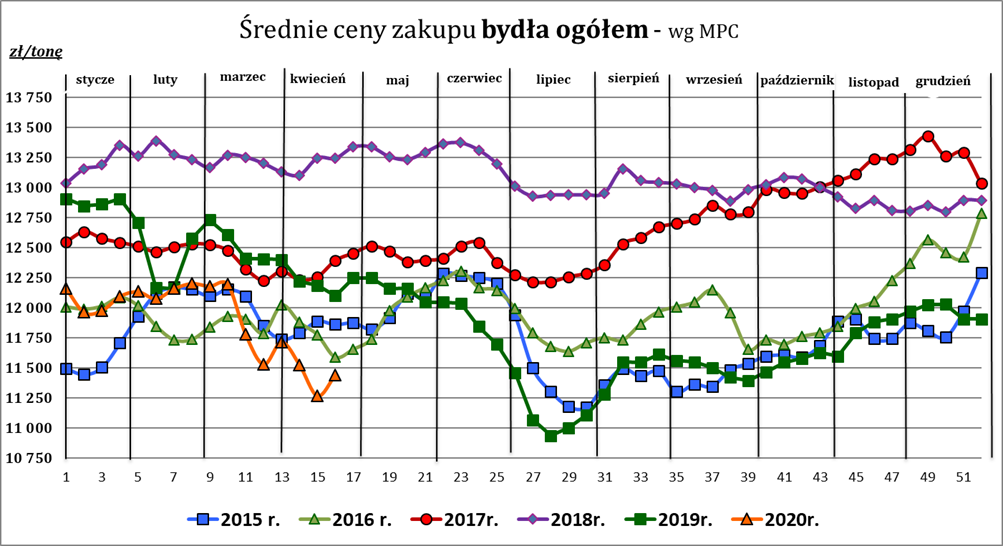 Średnie ceny zakupu bydła ogółem - wg MPC
zł/tonę
stycze luty marzec kwiecień maj czerwiec lipiec sierpień wrzesień październik listopad grudzień
13 750
13 500
13 250
13 000
12 750
12 500
12 250
12 000
11 750
11 500
11 250
11 000
10 750
1 3 5 7 9 11 13 15 17 19 21 23 25 27 29 31 33 35 37 39 41 43 45 47 49 51
2015 r. 2016 r. 2017r. 2018r. 2019r. 2020r.